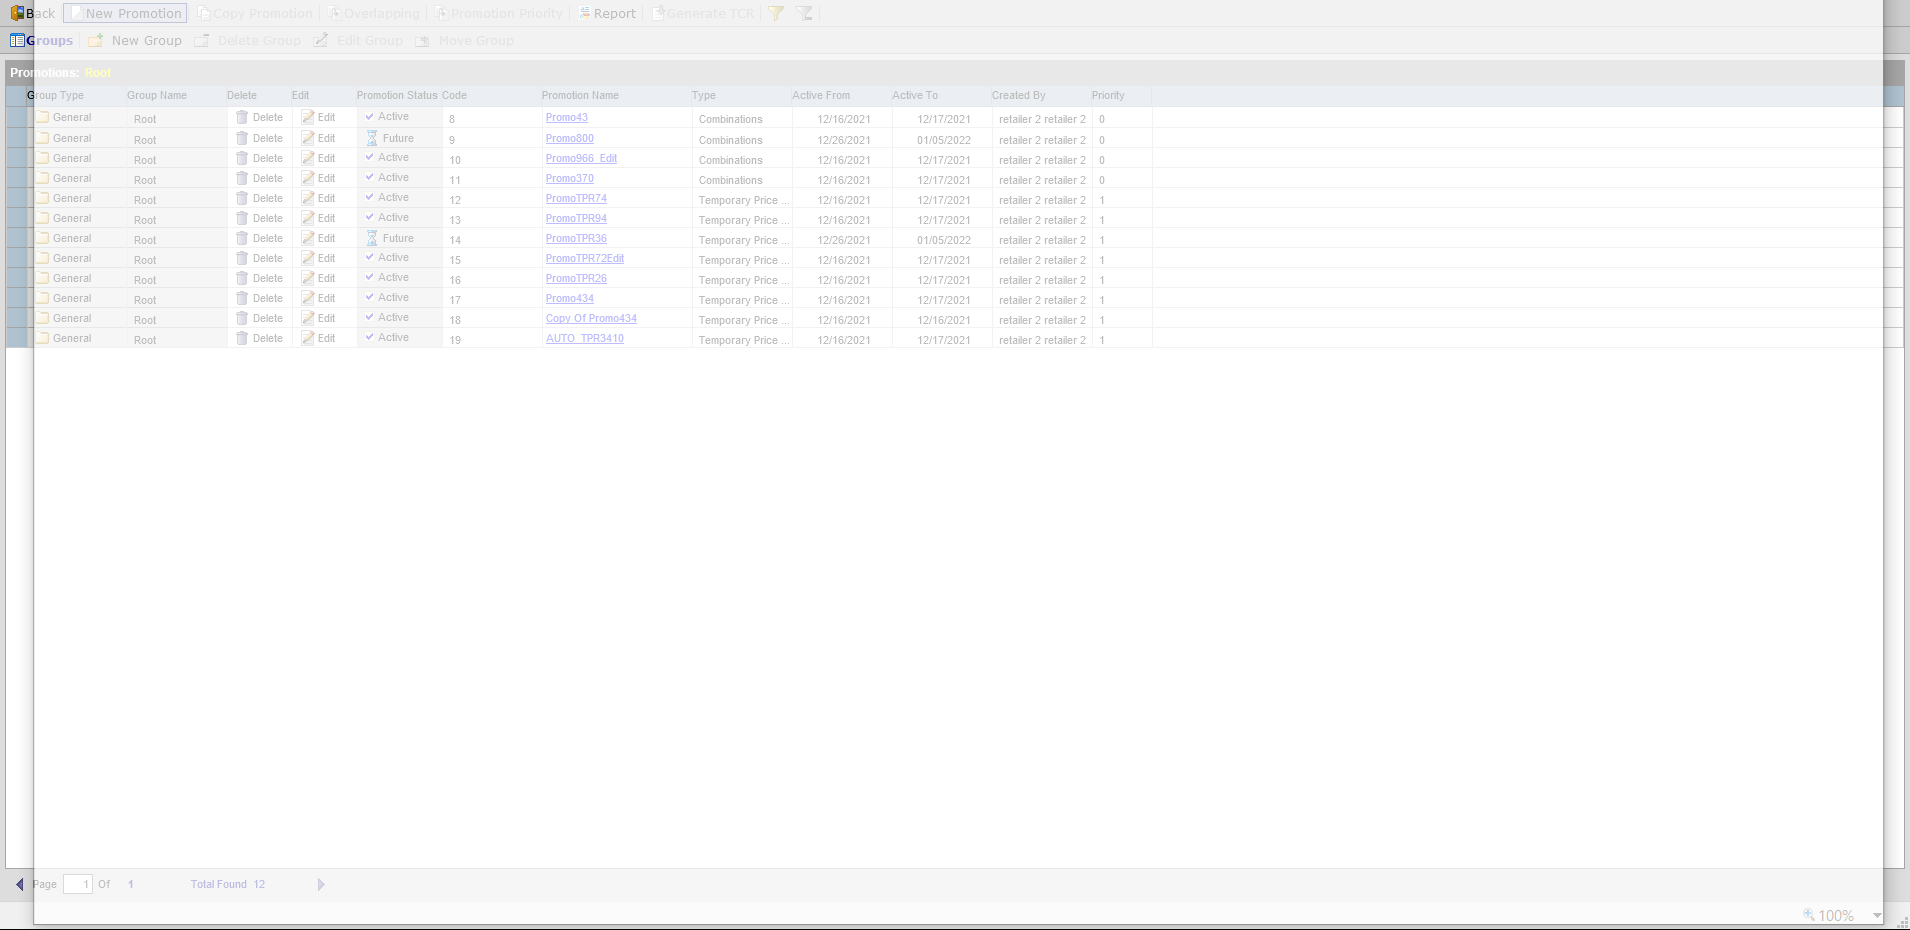 Back New Promotion Copy Promotion Overlapping Promotion Priority Report Generate TCR
Groups New Group Delete Group Edit Group Move Group
Promotions: Root
Group Type Group Name Delete Edit Promotion Status Code Promotion Name Type Active From Active To Created By Priority
General Root Delete Edit Active 8 Promo43 Combinations 12/16/2021 12/17/2021 retailer 2 retailer 2 0
General Root Delete Edit Future 9 Promo800 Combinations 12/26/2021 01/05/2022 retailer 2 retailer 2 0
General Root Delete Edit Active 10 Promo966_Edit Combinations 12/16/2021 12/17/2021 retailer 2 retailer 2 0
General Root Delete Edit Active 11 Promo370 Combinations 12/16/2021 12/17/2021 retailer 2 retailer 2 0
General Root Delete Edit Active 12 PromoTPR74 Temporary Price ... 12/16/2021 12/17/2021 retailer 2 retailer 2 1
General Root Delete Edit Active 13 PromoTPR94 Temporary Price ... 12/16/2021 12/17/2021 retailer 2 retailer 2 1
General Root Delete Edit Future 14 PromoTPR36 Temporary Price ... 12/26/2021 01/05/2022 retailer 2 retailer 2 1
General Root Delete Edit Active 15 PromoTPR72Edit Temporary Price ... 12/16/2021 12/17/2021 retailer 2 retailer 2 1
General Root Delete Edit Active 16 PromoTPR26 Temporary Price ... 12/16/2021 12/17/2021 retailer 2 retailer 2 1
General Root Delete Edit Active 17 Promo434 Temporary Price ... 12/16/2021 12/17/2021 retailer 2 retailer 2 1
General Root Delete Edit Active 18 Copy Of Promo434 Temporary Price ... 12/16/2021 12/16/2021 retailer 2 retailer 2 1
General Root Delete Edit Active 19 AUTO_TPR3410 Temporary Price ... 12/16/2021 12/17/2021 retailer 2 retailer 2 1
Page 1 Of 1 Total Found 12
100%